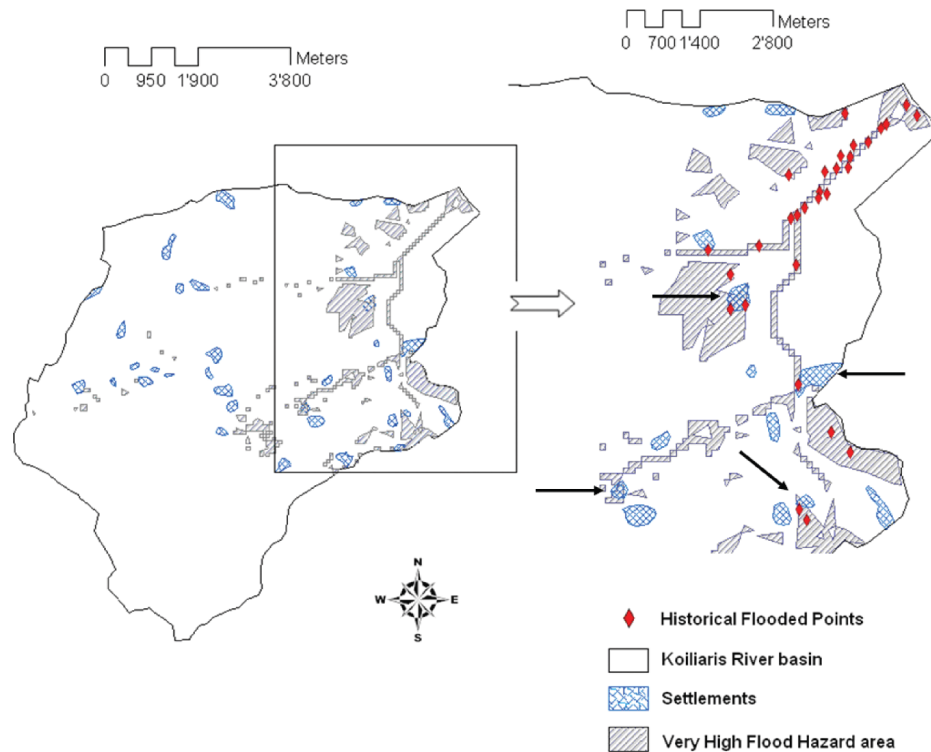 Meters
0 950 1'900 3'800
Meters
0 700 1'400 2'800
N
W E
S
Historical Flooded Points
Koiliaris River basin
Settlements
Very High Flood Hazard area